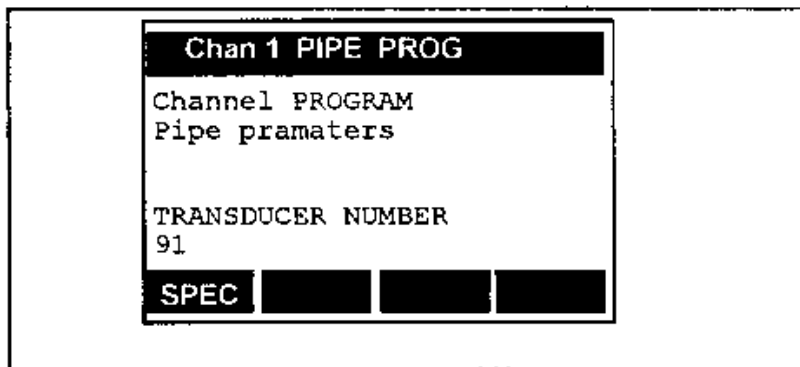 Chan 1 PIPE PROG
Channel PROGRAM
Pipe pramaters
TRANSDUCER NUMBER
91
SPEC